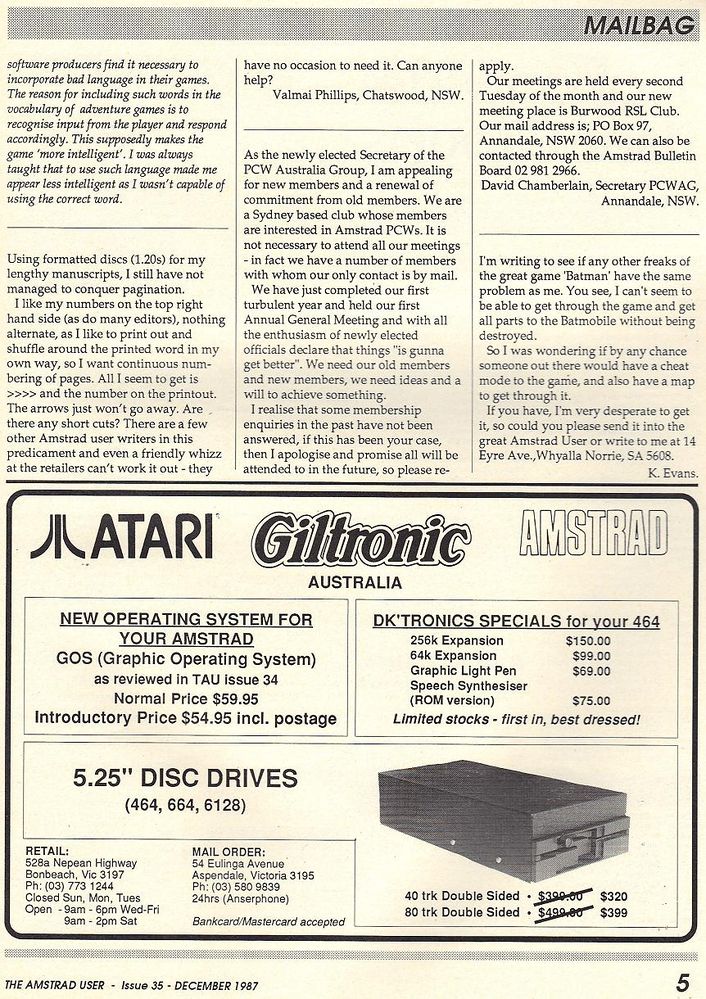 MAILBAG
software producers find it necessary to
incorporate bad language in their games.
The reason for including such words in the
vocabulary of adventure games is to
recognise input from the player and respond
accordingly. This supposedly makes the
game 'more intelligent'. I was always
taught that to use such language made me
appear less intelligent as I wasn't capable of
using the correct word.
Using formatted discs (1.20s) for my
lengthy manuscripts, I still have not
managed to conquer pagination.
I like my numbers on the top right
hand side (as do many editors), nothing
alternate, as I like to print out and
shuffle around the printed word in my
own way, so I want continuous num-
bering of pages. All I seem to get is
>>>> and the number on the printout.
The arrows just won't go away. Are
there any short cuts? There are a few
other Amstrad user writers in this
predicament and even a friendly whizz
at the retailers can't work it out - they
have no occasion to need it. Can anyone
help?
Valmai Phillips, Chatswood, NSW.
As the newly elected Secretary of the
PCW Australia Group, I am appealing
for new members and a renewal of
commitment from old members. We are
a Sydney based club whose members
are interested in Amstrad PCWs. It is
not necessary to attend all our meetings
- in fact we have a number of members
with whom our only contact is by mail.
We have just completed our first
turbulent year and held our first
Annual General Meeting and with all
the enthusiasm of newly elected
officials declare that things "is gunna
get better". We need our old members
and new members, we need ideas and a
will to achieve something.
I realise that some membership
enquiries in the past have not been
answered, if this has been your case,
then I apologise and promise all will be
attended to in the future, so please re-
apply.
Our meetings are held every second
Tuesday of the month and our new
meeting place is Burwood RSL Club.
Our mail address is; PO Box 97,
Annandale, NSW 2060. We can also be
contacted through the Amstrad Bulletin
Board 02 981 2966.
David Chamberlain, Secretary PCWAG,
Annandale, NSW.
I'm writing to see if any other freaks of
the great game 'Batman' have the same
problem as me. You see, I can't seem to
be able to get through the game and get
all parts to the Batmobile without being
destroyed.
So I was wondering if by any chance
someone out there would have a cheat
mode to the game, and also have a map
to get through it.
If you have, I'm very desperate to get
it, so could you please send it into the
great Amstrad User or write to me at 14
Eyre Ave.,Whyalla Norrie, SA 5608.
K. Evans.
ATARI Giltronic AMSTRAD
AUSTRALIA
NEW OPERATING SYSTEM FOR
YOUR AMSTRAD
GOS (Graphic Operating System)
as reviewed in TAU issue 34
Normal Price $59.95
Introductory Price $54.95 incl. postage
DK'TRONICS SPECIALS for your 464
256k Expansion $150.00
64k Expansion $99.00
Graphic Light Pen $69.00
Speech Synthesiser
(ROM version) $75.00
Limited stocks - first in, best dressed!
5.25" DISC DRIVES
(464, 664, 6128)
RETAIL:
528a Nepean Highway
Bonbeach, Vic 3197
Ph: (03) 773 1244
Closed Sun, Mon, Tues
Open - 9am - 6pm Wed-Fri
9am - 2pm Sat
MAIL ORDER:
54 Eulinga Avenue
Aspendale, Victoria 3195
Ph: (03) 580 9839
24hrs (Anserphone)
Bankcard/Mastercard accepted
40 trk Double Sided • $399.00 $320
80 trk Double Sided • $499.00 $399
THE AMSTRAD USER - Issue 35 - DECEMBER 1987
5